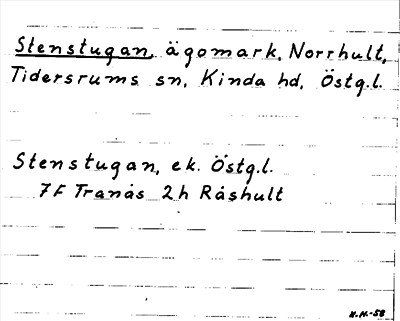 Stenstugan, ägomark, Norrhult,
Tidersrums sn, Kinda hd, Östg.l.
Stenstugan, ek. Östg.l.
7F Tranås 2h Råshult
H.H.-58